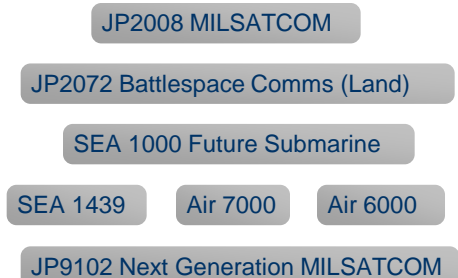 JP2008 MILSATCOM
JP2072 Battlespace Comms (Land)
SEA 1000 Future Submarine
SEA 1439 Air 7000 Air 6000
JP9102 Next Generation MILSATCOM